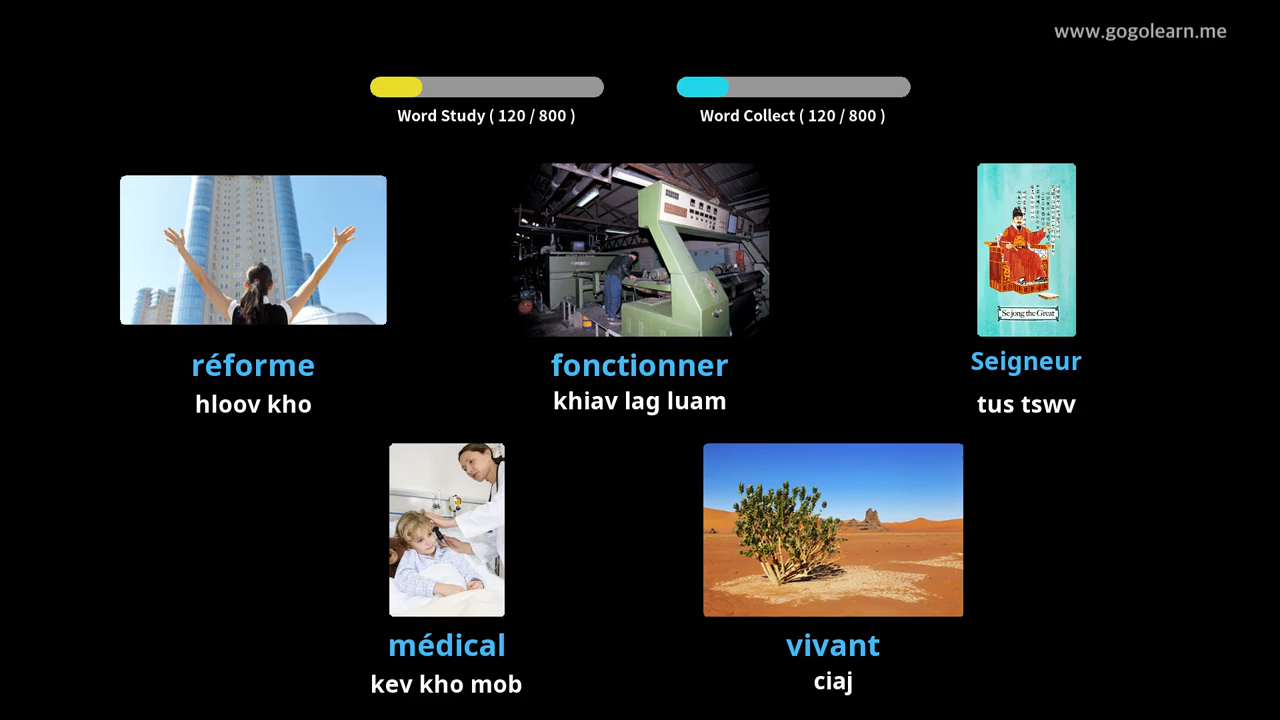 www.gogolearn.me
Word Study ( 120 / 800 )
Word Collect ( 120 / 800 )
Sejong the Great
réforme
hloov kho
fonctionner
khiav lag luam
Seigneur
tus tswv
médical
kev kho mob
vivant
ciaj